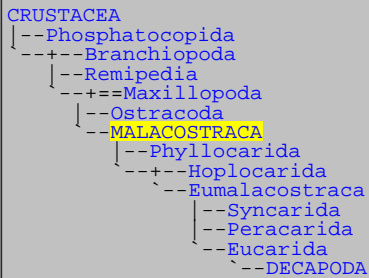 CRUSTACEA
|--Phosphatocopida
`--+--Branchiopoda
   |--Remipedia
   `--+==Maxillopoda
      |--Ostracoda
      `--MALACOSTRACA
         |--Phyllocarida
         `--+--Hoplocarida
            `--Eumalacostraca
               |--Syncarida
               |--Peracarida
               `--Eucarida
                  `--DECAPODA